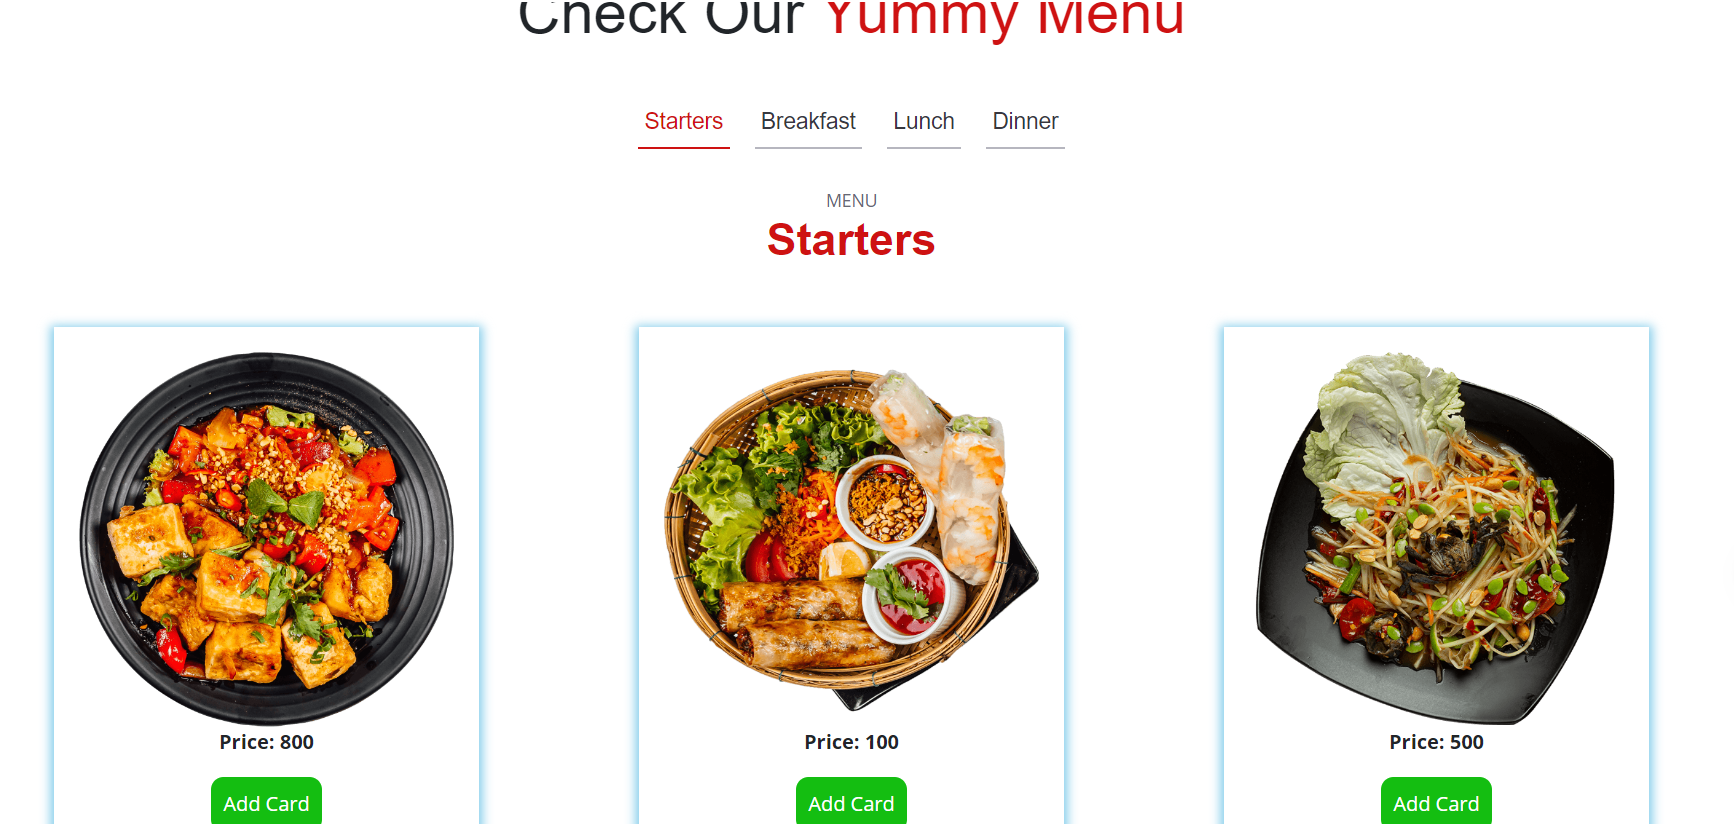 Check Our Yummy Menu
Starters Breakfast Lunch Dinner
MENU
Starters
Price: 800 Price: 100 Price: 500
Add Card Add Card Add Card